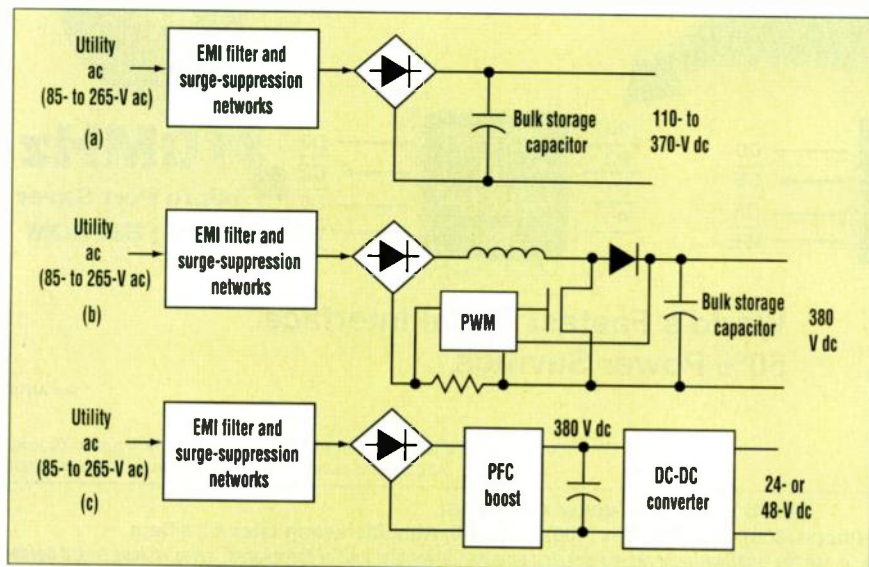 Utility
ac
(85- to 265-V ac)
(a)
EMI filter and
surge-suppression
networks
Bulk storage
capacitor
110- to
370-V dc
Utility
ac
(85- to 265-V ac)
(b)
EMI filter and
surge-suppression
networks
PWM
Bulk storage
capacitor
380
V dc
Utility
ac
(85- to 265-V ac)
(c)
EMI filter and
surge-suppression
networks
PFC
boost
380 V dc
DC-DC
converter
24- or
48-V dc